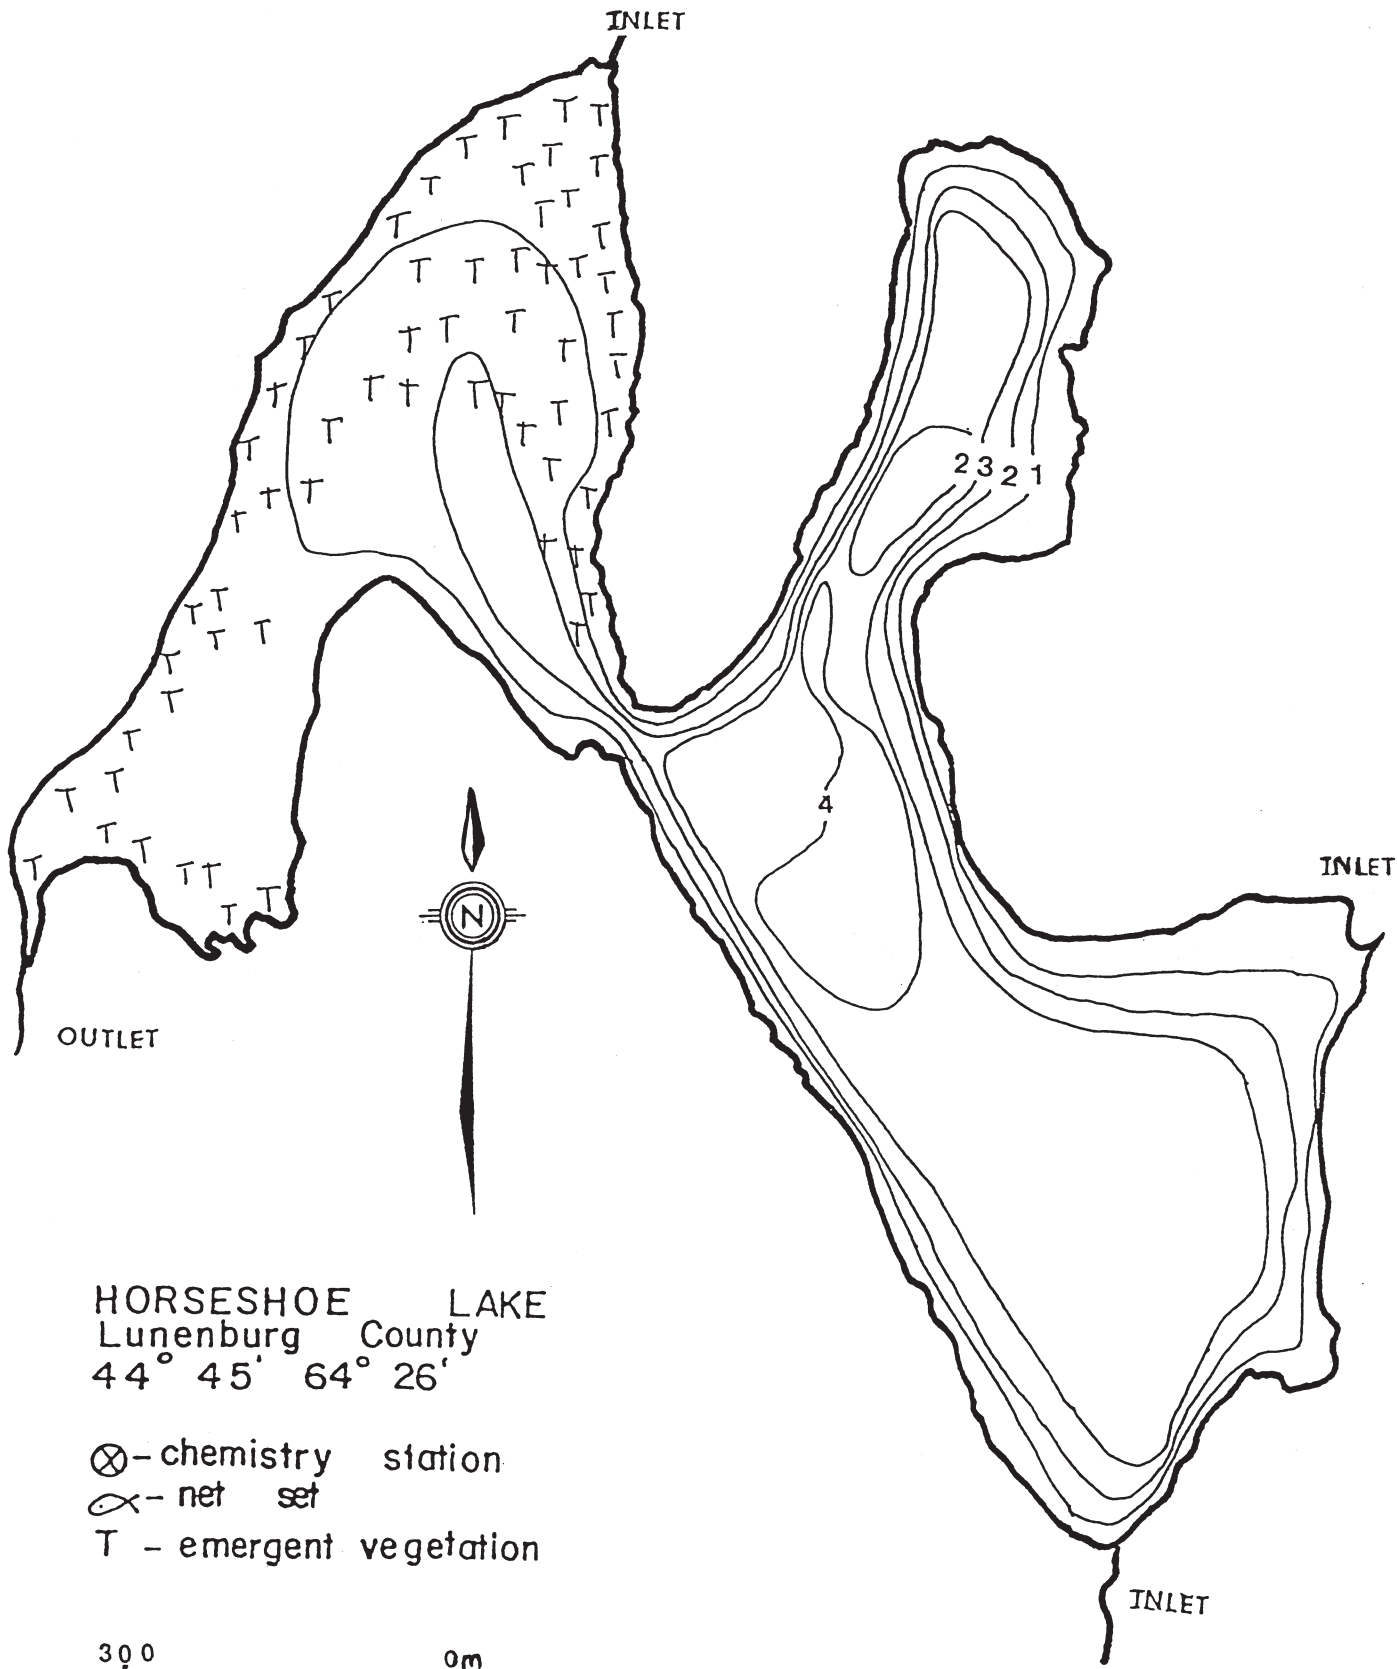 INLET
2 3 2 1
4
INLET
N
OUTLET
HORSESHOE LAKE
Lunenburg County
44° 45' 64° 26'
- chemistry station
- net set
T - emergent vegetation
INLET
300 0m